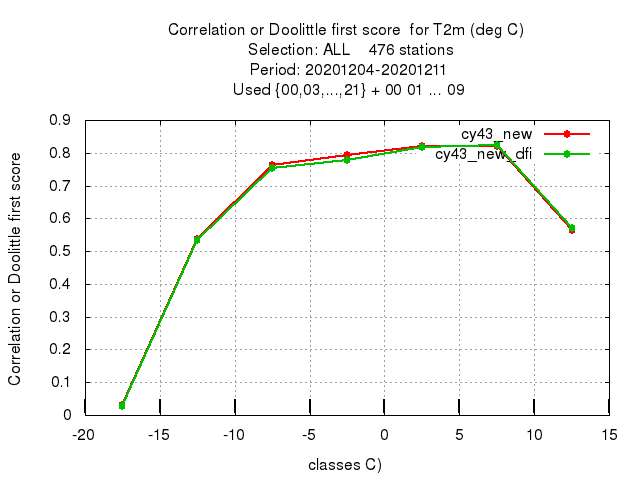 Correlation or Doolittle first score  for T2m (deg C)
Selection: ALL    476 stations
Period: 20201204-20201211
Used {00,03,...,21} + 00 01 ... 09
cy43_new
cy43_new_dfi
Correlation or Doolittle first score
0.9
0.8
0.7
0.6
0.5
0.4
0.3
0.2
0.1
0
-20 -15 -10 -5 0 5 10 15
classes C)